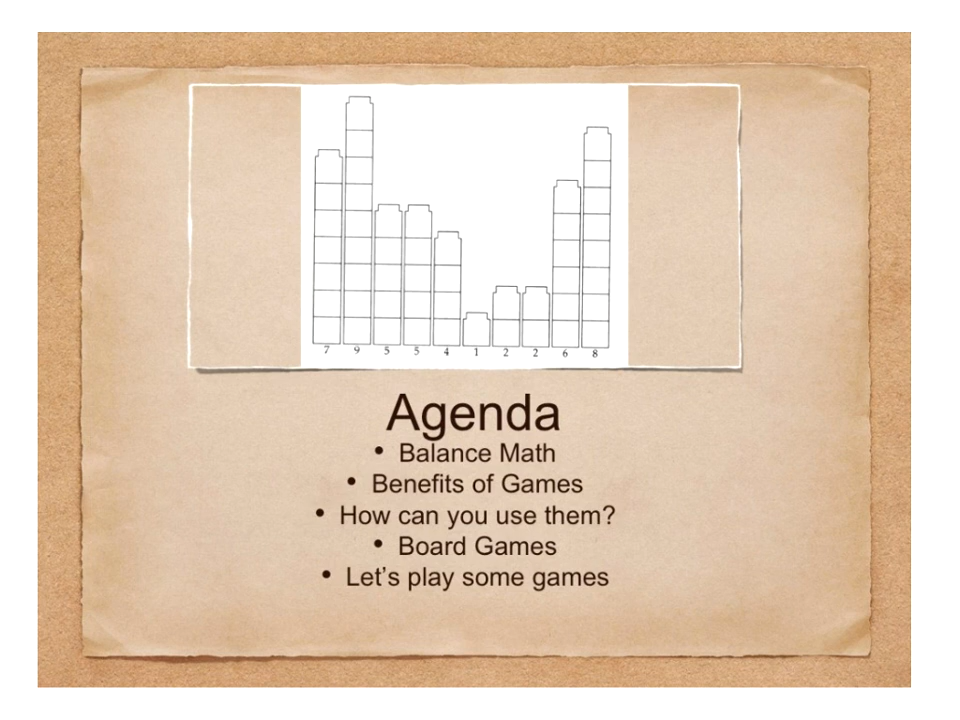 7 9 5 5 4 1 2 2 6 8
Agenda
• Balance Math
• Benefits of Games
• How can you use them?
• Board Games
• Let's play some games